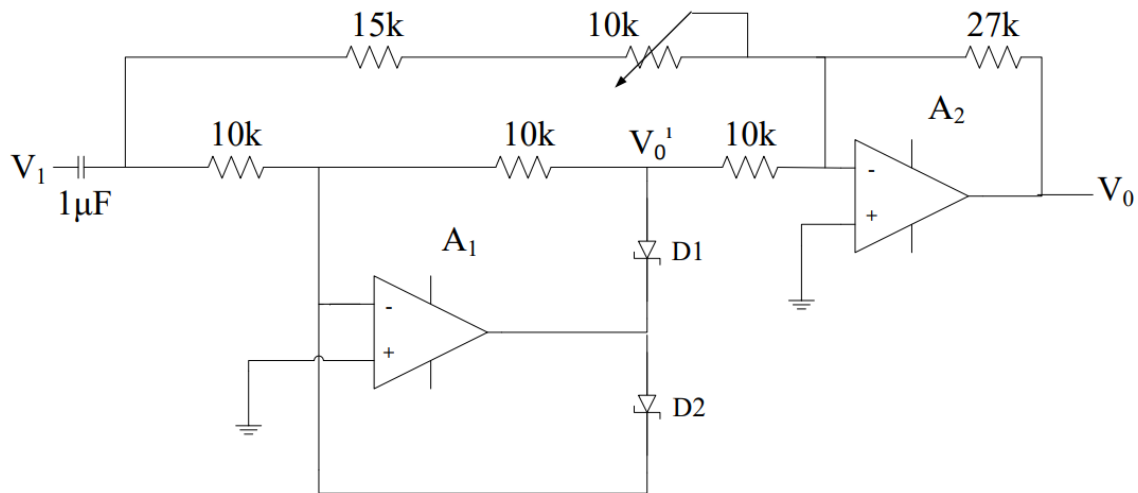 15k 10k 27k
A₂
10k 10k V₀¹ 10k
V₁ - V₀
1μF +
A₁ D1
-
+
D2